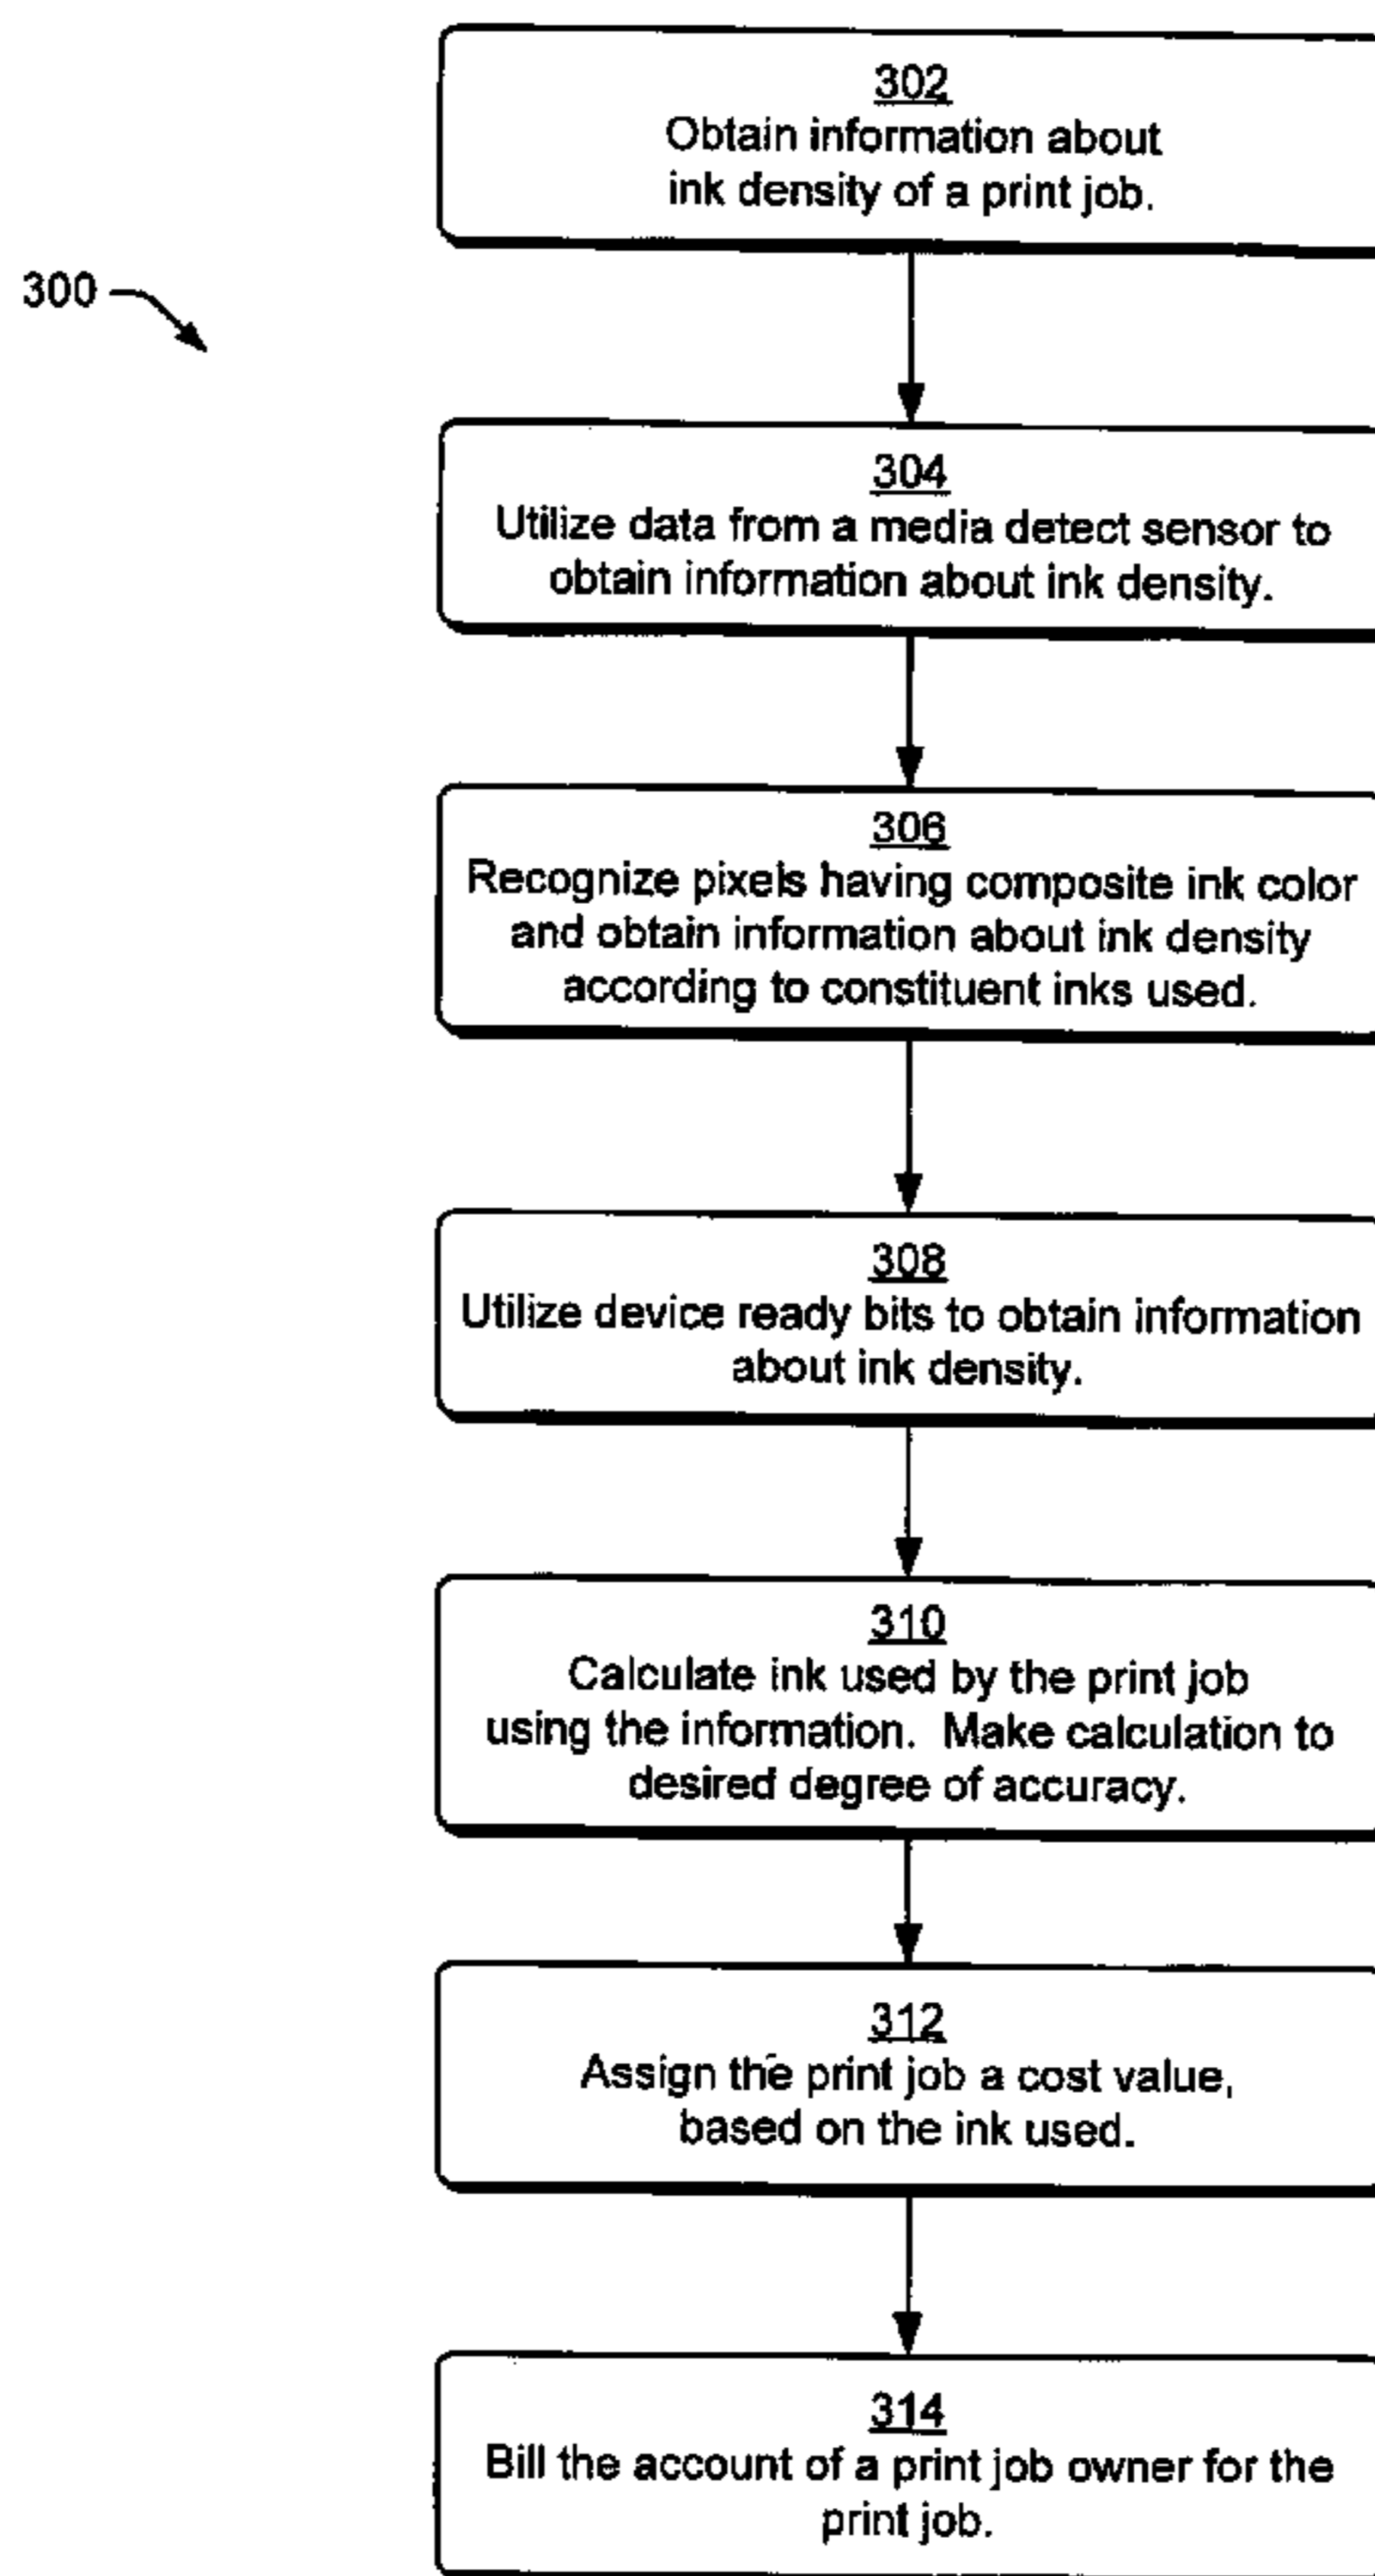 302
Obtain information about
ink density of a print job.
300
304
Utilize data from a media detect sensor to
obtain information about ink density.
306
Recognize pixels having composite ink color
and obtain information about ink density
according to constituent inks used.
308
Utilize device ready bits to obtain information
about ink density.
310
Calculate ink used by the print job
using the information. Make calculation to
desired degree of accuracy.
312
Assign the print job a cost value,
based on the ink used.
314
Bill the account of a print job owner for the
print job.